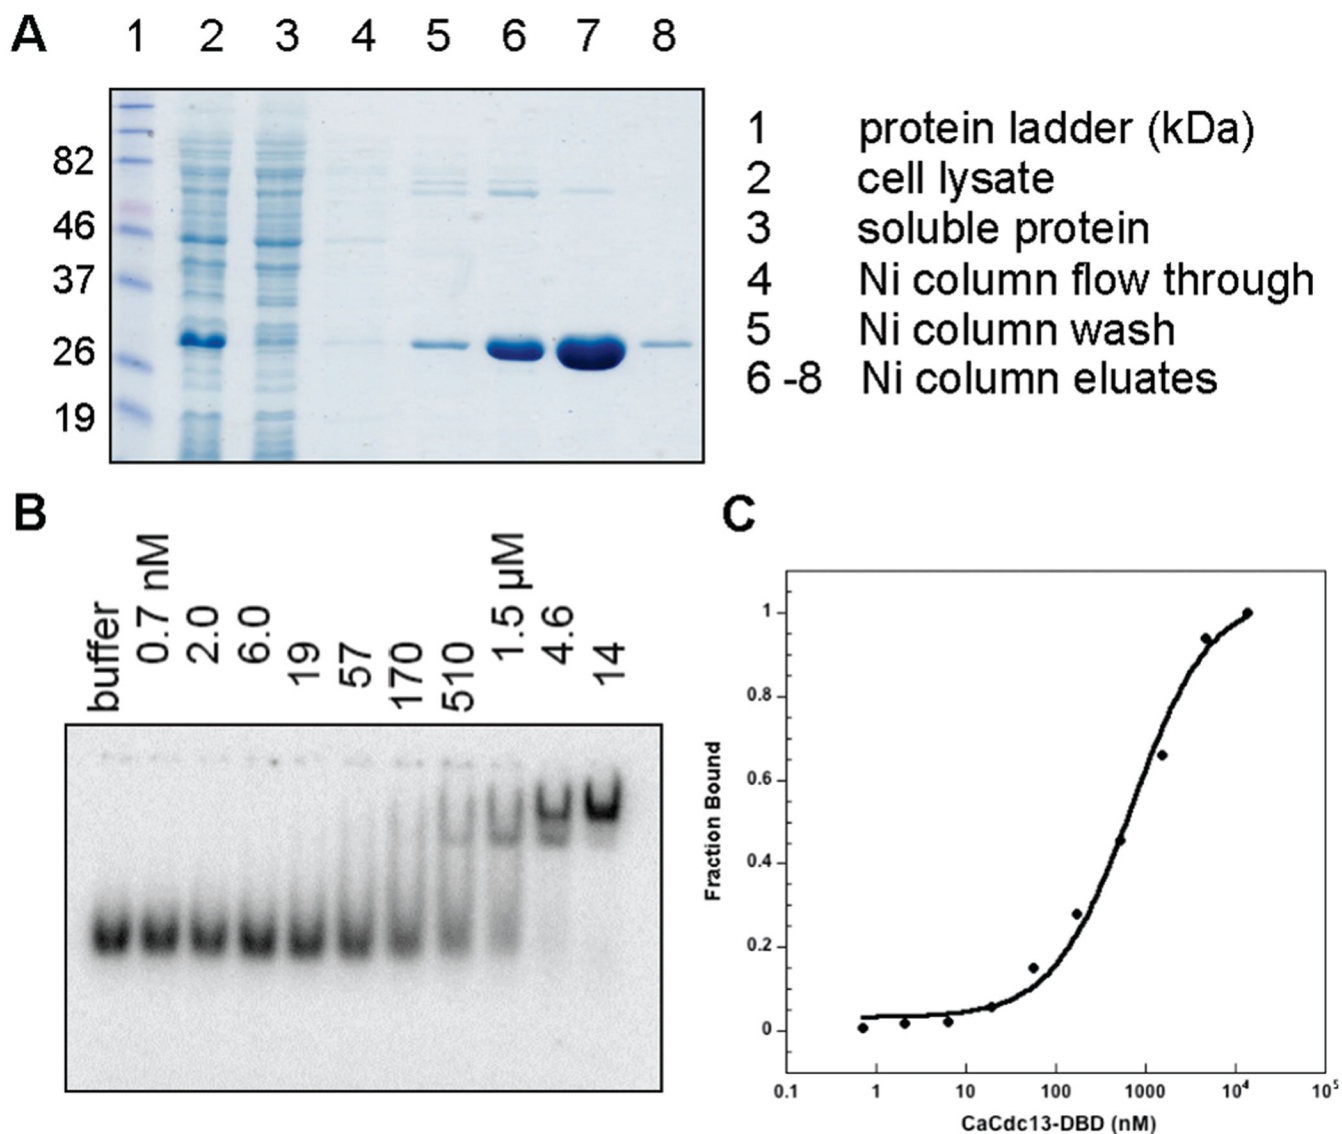 A 1 2 3 4 5 6 7 8
82
46
37
26
19
1 protein ladder (kDa)
2 cell lysate
3 soluble protein
4 Ni column flow through
5 Ni column wash
6 -8 Ni column eluates
B
buffer
0.7 nM
2.0
6.0
19
57
170
510
1.5 µM
4.6
14
C
Fraction Bound
1
0.8
0.6
0.4
0.2
0
0.1 1 10 100 1000 10⁴ 10⁵
CaCdc13-DBD (nM)